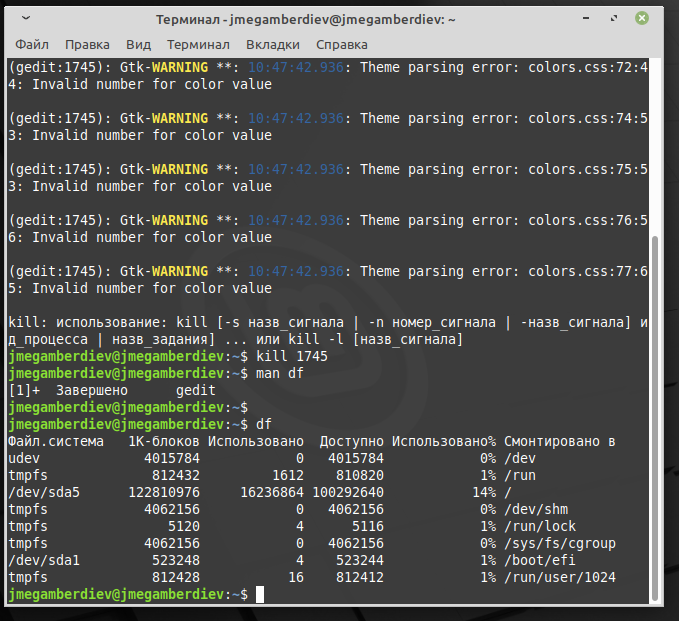 Терминал - jmegamberdiev@jmegamberdiev: ~
Файл Правка Вид Терминал Вкладки Справка
(gedit:1745): Gtk-WARNING **: 10:47:42.936: Theme parsing error: colors.css:72:4
4: Invalid number for color value
(gedit:1745): Gtk-WARNING **: 10:47:42.936: Theme parsing error: colors.css:74:5
3: Invalid number for color value
(gedit:1745): Gtk-WARNING **: 10:47:42.936: Theme parsing error: colors.css:75:5
3: Invalid number for color value
(gedit:1745): Gtk-WARNING **: 10:47:42.936: Theme parsing error: colors.css:76:5
6: Invalid number for color value
(gedit:1745): Gtk-WARNING **: 10:47:42.936: Theme parsing error: colors.css:77:6
5: Invalid number for color value
kill: использование: kill [-s назв_сигнала | -n номер_сигнала | -назв_сигнала] и
д_процесса | назв_задания] ... или kill -l [назв_сигнала]
jmegamberdiev@jmegamberdiev:~$ kill 1745
jmegamberdiev@jmegamberdiev:~$ man df
[1]+  Завершено      gedit
jmegamberdiev@jmegamberdiev:~$
jmegamberdiev@jmegamberdiev:~$ df
Файл.система   1K-блоков Использовано  Доступно Использовано% Смонтировано в
udev             4015784            0   4015784            0% /dev
tmpfs             812432         1612    810820            1% /run
/dev/sda5      122810976     16236864 100292640           14% /
tmpfs            4062156            0   4062156            0% /dev/shm
tmpfs               5120            4      5116            1% /run/lock
tmpfs            4062156            0   4062156            0% /sys/fs/cgroup
/dev/sda1         523248            4    523244            1% /boot/efi
tmpfs             812428           16    812412            1% /run/user/1024
jmegamberdiev@jmegamberdiev:~$